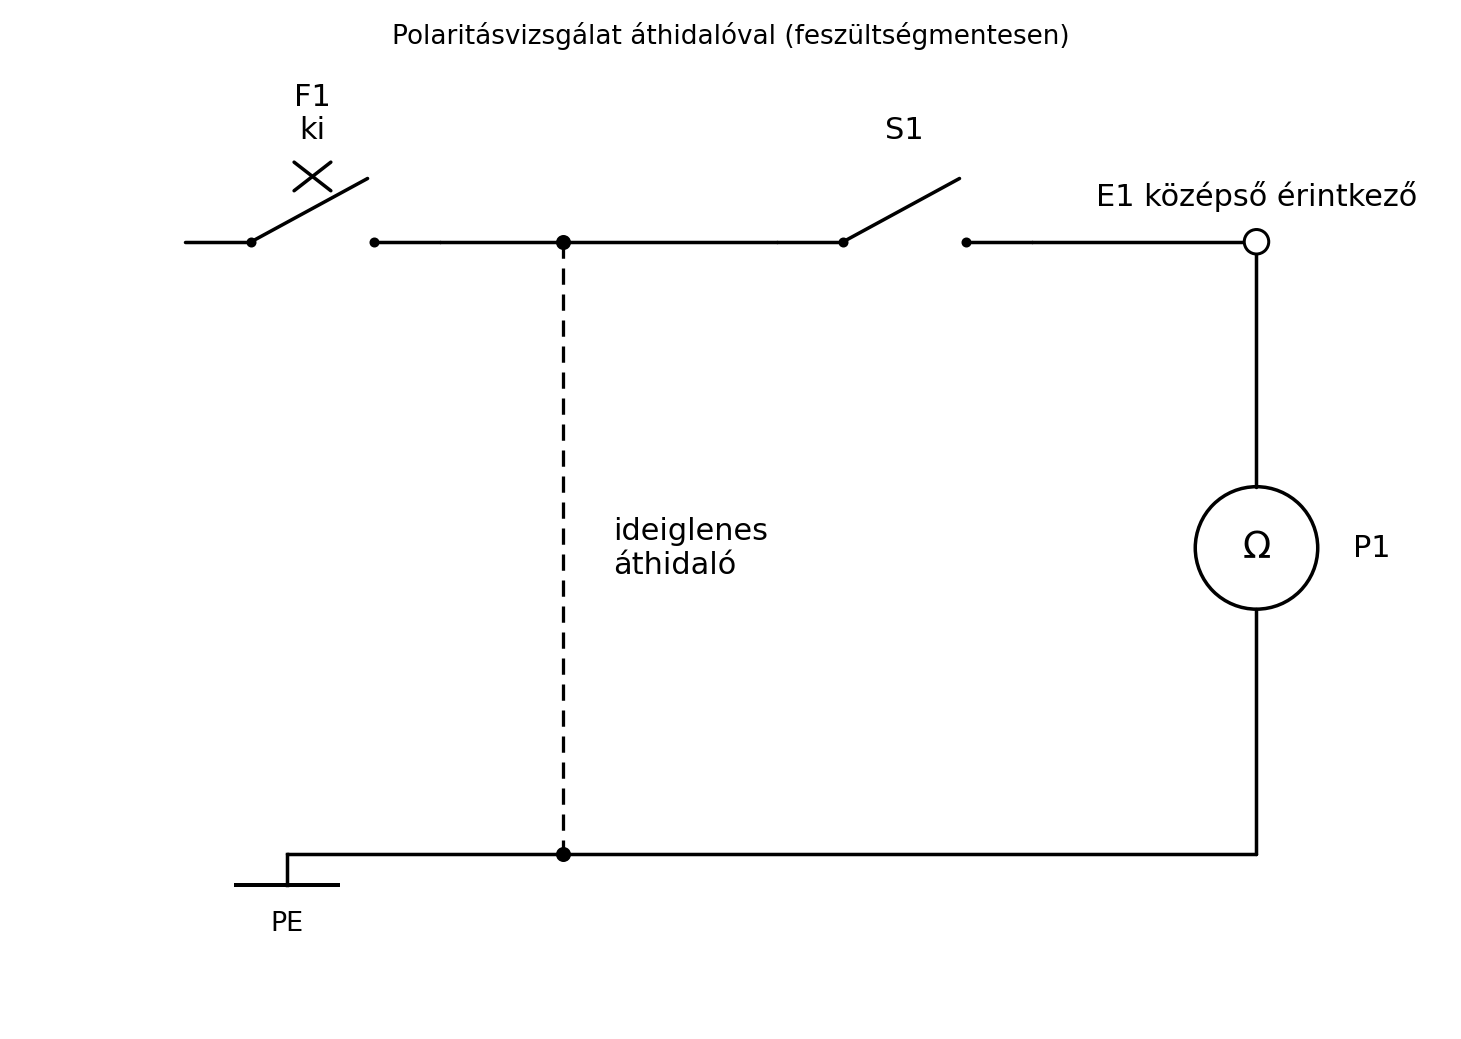 Polaritásvizsgálat áthidalóval (feszültségmentesen)
F1
ki
S1
E1 középső érintkező
ideiglenes
áthidaló
Ω
P1
PE